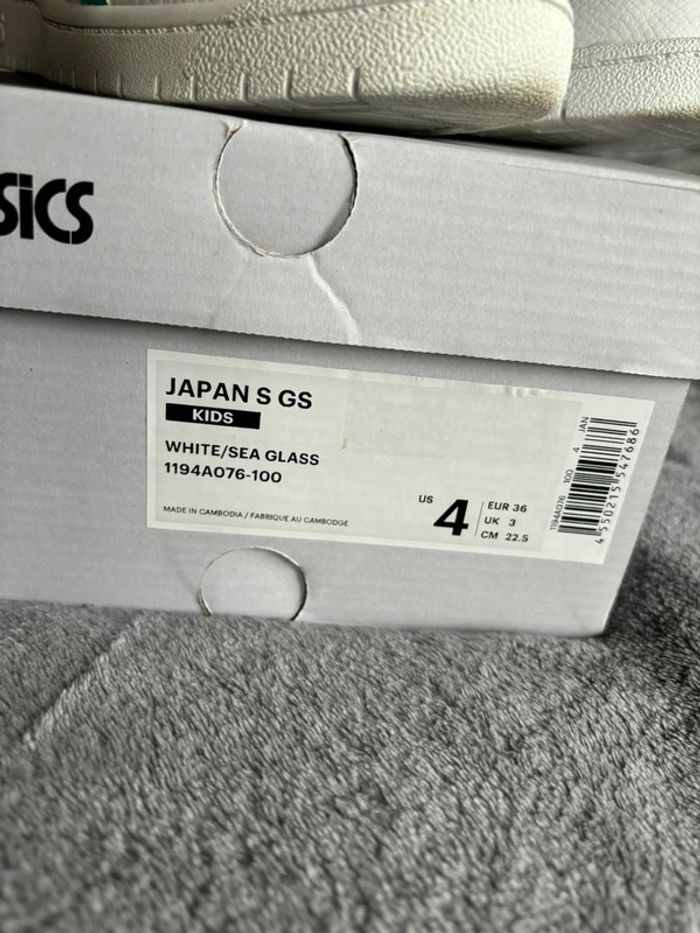 SICS
JAPAN S GS
KIDS
WHITE/SEA GLASS
1194A076-100
MADE IN CAMBODIA / FABRIQUE AU CAMBODGE
US 4
EUR 36
UK 3
CM 22.5
1194A076 100 4 JAN
4550215547686